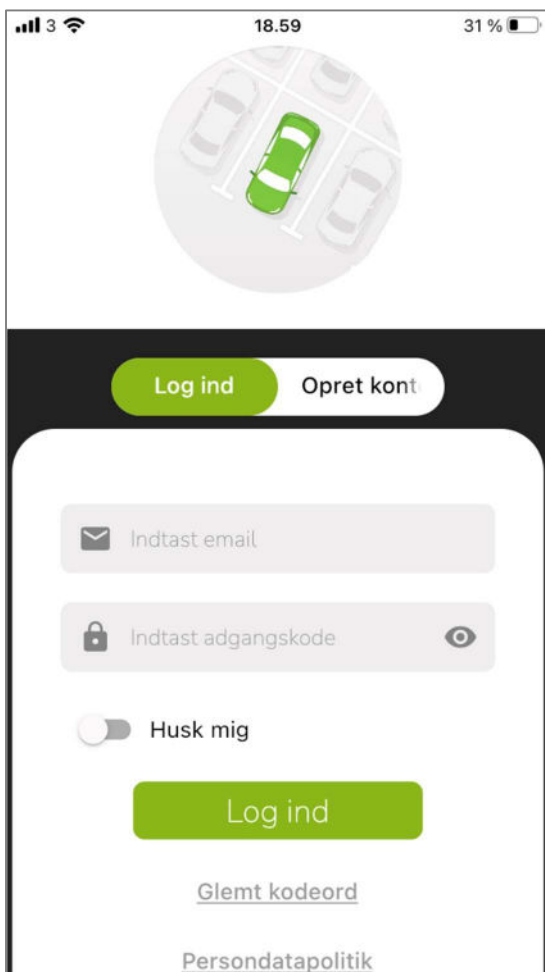 3 18.59 31 %
Log ind Opret kont
Indtast email
Indtast adgangskode
Husk mig
Log ind
Glemt kodeord
Persondatapolitik